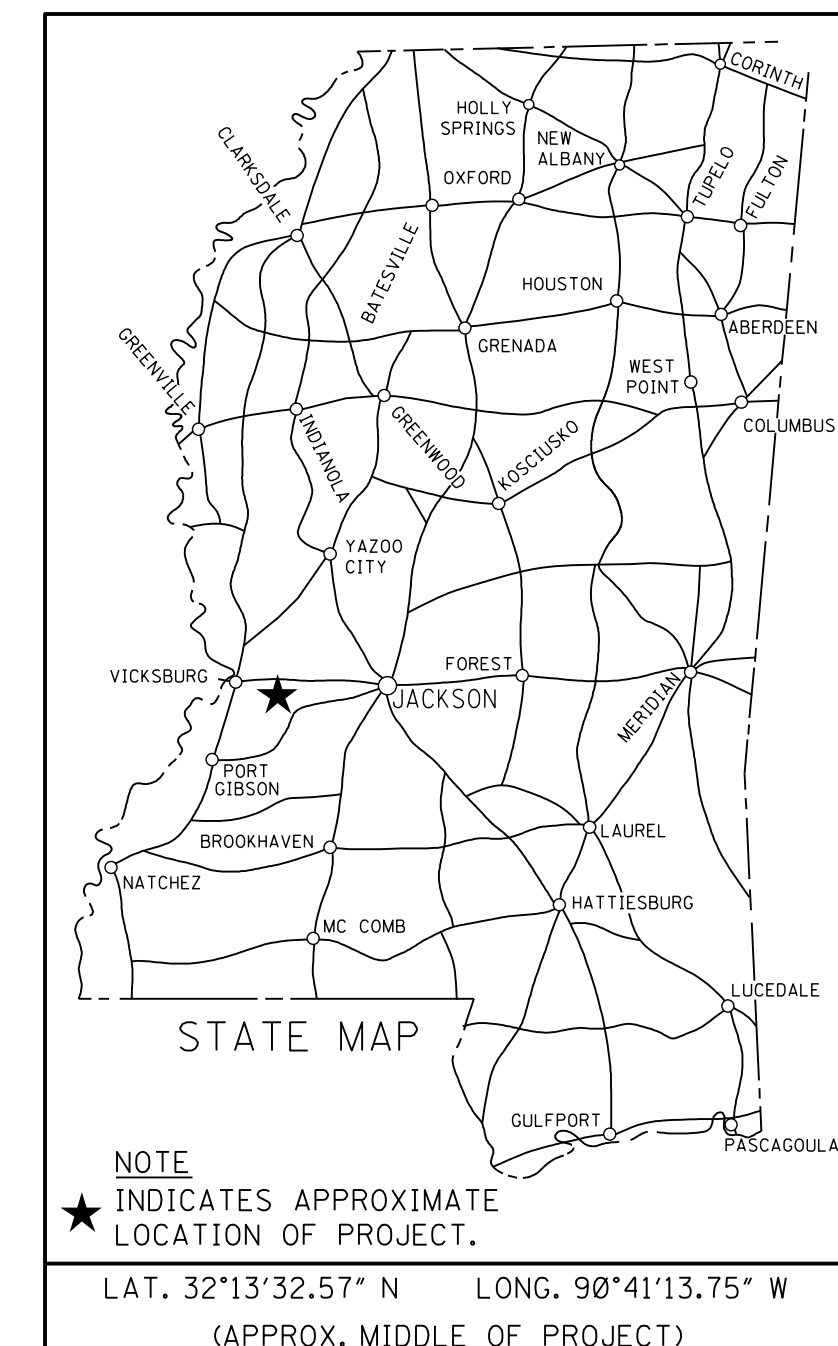 CORINTH
HOLLY
SPRINGS
NEW
ALBANY
CLARKSDALE
OXFORD
TUPELO
FULTON
BATESVILLE
HOUSTON
ABERDEEN
GREENVILLE
GRENADA
WEST
POINT
COLUMBUS
INDIANOLA
GREENWOOD
KOSCIUSKO
YAZOO
CITY
VICKSBURG
FOREST
JACKSON
MERIDIAN
PORT
GIBSON
BROOKHAVEN
LAUREL
NATCHEZ
HATTIESBURG
MC COMB
LUCEDALE
STATE MAP
GULFPORT
PASCAGOULA
NOTE
INDICATES APPROXIMATE
LOCATION OF PROJECT.
LAT. 32°13'32.57" N LONG. 90°41'13.75" W
(APPROX. MIDDLE OF PROJECT)